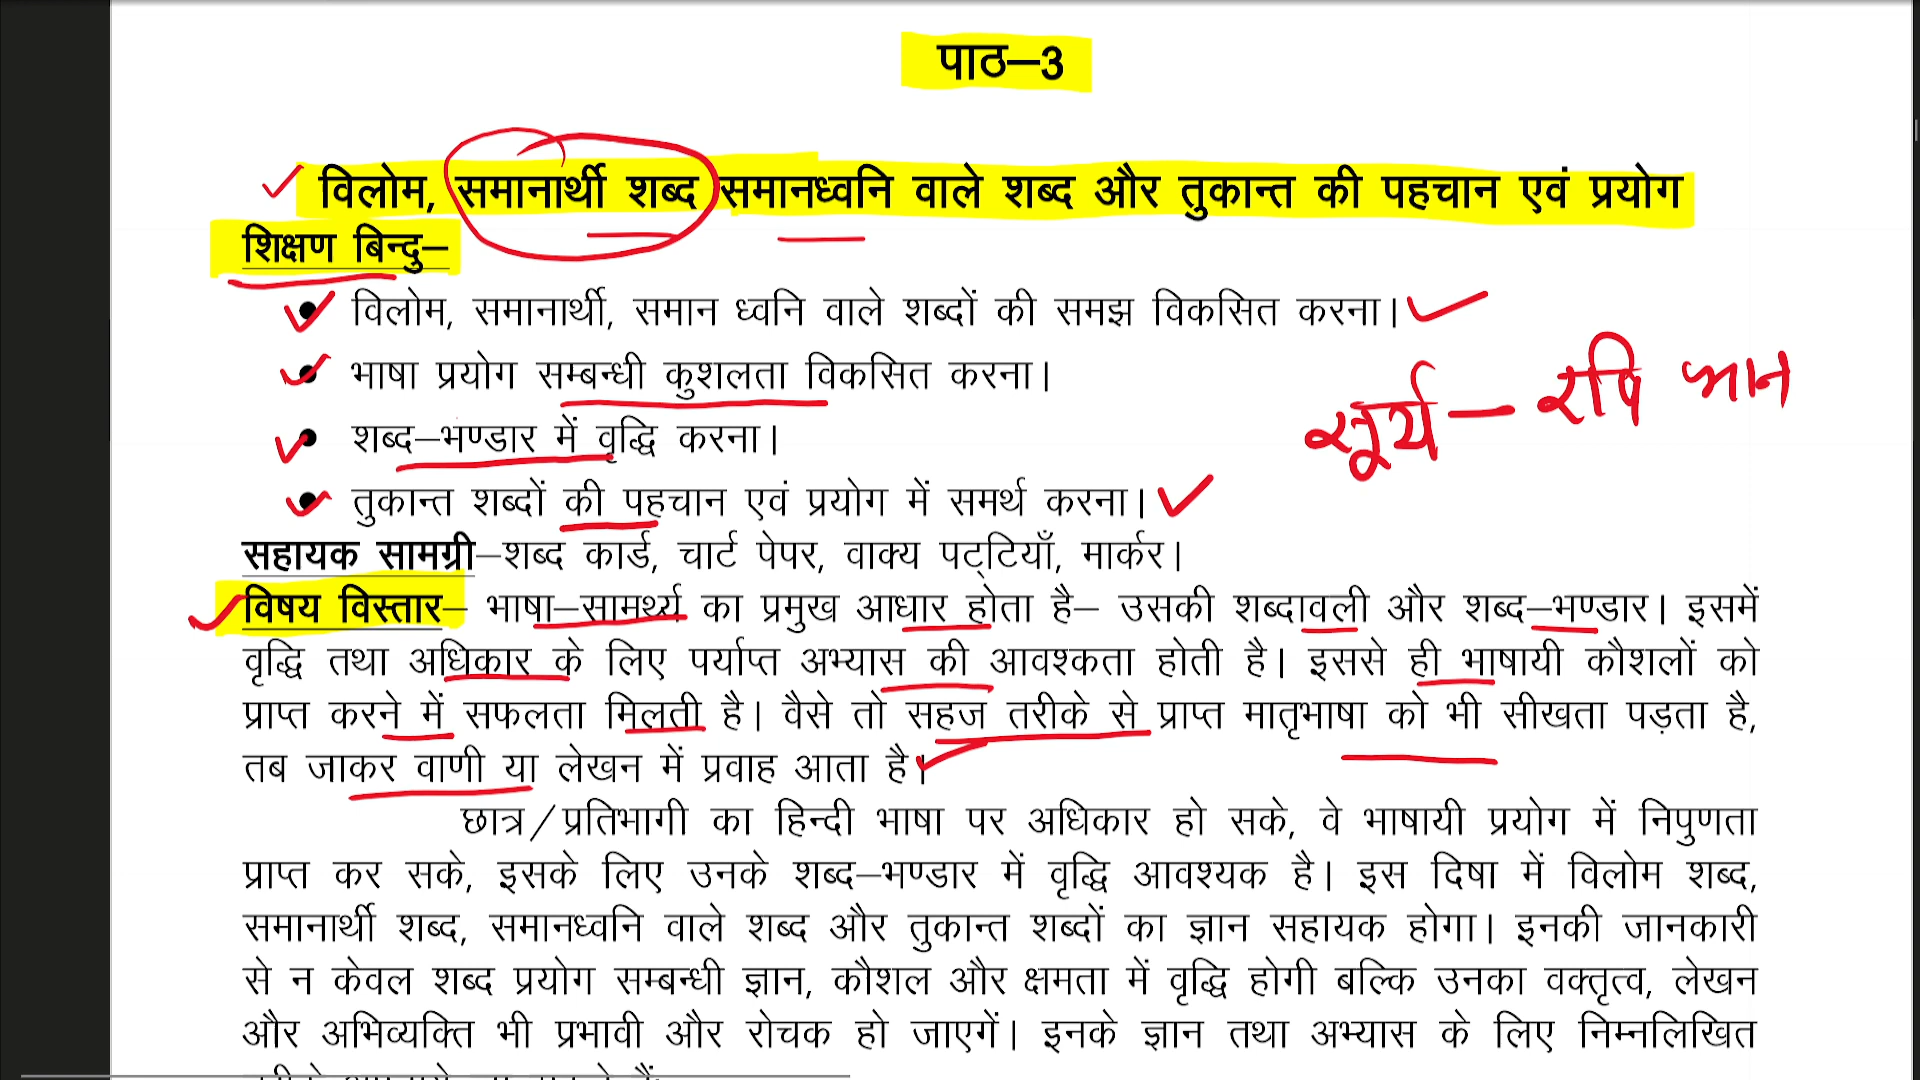 पाठ–3
विलोम, समानार्थी शब्द समानध्वनि वाले शब्द और तुकान्त की पहचान एवं प्रयोग
शिक्षण बिन्दु–
● विलोम, समानार्थी, समान ध्वनि वाले शब्दों की समझ विकसित करना।
● भाषा प्रयोग सम्बन्धी कुशलता विकसित करना।
सूर्य – रवि भान
● शब्द–भण्डार में वृद्धि करना।
● तुकान्त शब्दों की पहचान एवं प्रयोग में समर्थ करना।
सहायक सामग्री–शब्द कार्ड, चार्ट पेपर, वाक्य पट्टियाँ, मार्कर।
विषय विस्तार– भाषा–सामर्थ्य का प्रमुख आधार होता है– उसकी शब्दावली और शब्द–भण्डार। इसमें
वृद्धि तथा अधिकार के लिए पर्याप्त अभ्यास की आवश्कता होती है। इससे ही भाषायी कौशलों को
प्राप्त करने में सफलता मिलती है। वैसे तो सहज तरीके से प्राप्त मातृभाषा को भी सीखता पड़ता है,
तब जाकर वाणी या लेखन में प्रवाह आता है।
छात्र/प्रतिभागी का हिन्दी भाषा पर अधिकार हो सके, वे भाषायी प्रयोग में निपुणता
प्राप्त कर सके, इसके लिए उनके शब्द–भण्डार में वृद्धि आवश्यक है। इस दिषा में विलोम शब्द,
समानार्थी शब्द, समानध्वनि वाले शब्द और तुकान्त शब्दों का ज्ञान सहायक होगा। इनकी जानकारी
से न केवल शब्द प्रयोग सम्बन्धी ज्ञान, कौशल और क्षमता में वृद्धि होगी बल्कि उनका वक्तृत्व, लेखन
और अभिव्यक्ति भी प्रभावी और रोचक हो जाएगें। इनके ज्ञान तथा अभ्यास के लिए निम्नलिखित